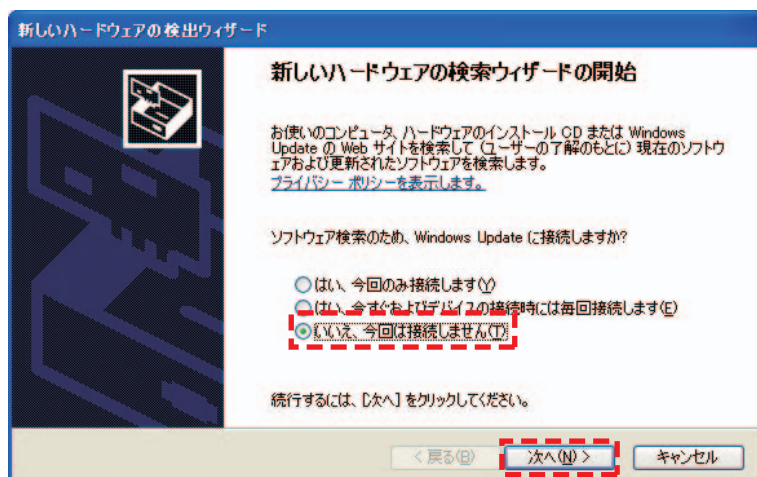 新しいハードウェアの検出ウィザード
新しいハードウェアの検索ウィザードの開始
お使いのコンピュータ、ハードウェアのインストール CD または Windows
Update の Web サイトを検索して (ユーザーの了解のもとに) 現在のソフトウ
ェアおよび更新されたソフトウェアを検索します。
プライバシー ポリシーを表示します。
ソフトウェア検索のため、Windows Update に接続しますか?
はい、今回のみ接続します(Y)
はい、今すぐおよびデバイスの接続時には毎回接続します(E)
いいえ、今回は接続しません(T)
続行するには、[次へ] をクリックしてください。
< 戻る(B)
次へ(N) >
キャンセル